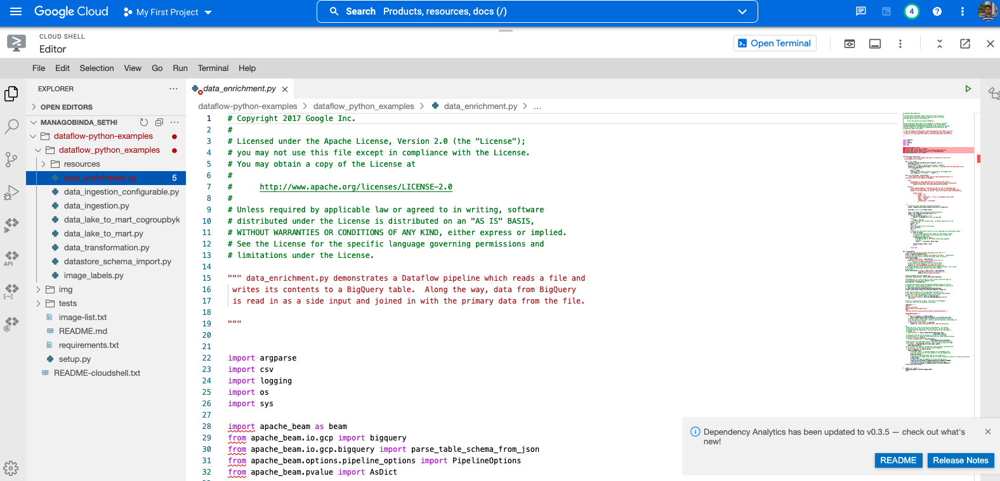 Google Cloud
My First Project
Search Products, resources, docs (/)
4
CLOUD SHELL
Editor
Open Terminal
File Edit Selection View Go Run Terminal Help
EXPLORER
OPEN EDITORS
MANAGOBINDA_SETHI
dataflow-python-examples
dataflow_python_examples
resources
data_enrichment.py 5
data_ingestion_configurable.py
data_ingestion.py
data_lake_to_mart_cogroupbyk
data_lake_to_mart.py
data_transformation.py
datastore_schema_import.py
image_labels.py
img
tests
image-list.txt
README.md
requirements.txt
setup.py
README-cloudshell.txt
API
data_enrichment.py
dataflow-python-examples > dataflow_python_examples > data_enrichment.py > ...
1 # Copyright 2017 Google Inc.
2 #
3 # Licensed under the Apache License, Version 2.0 (the "License");
4 # you may not use this file except in compliance with the License.
5 # You may obtain a copy of the License at
6 #
7 # http://www.apache.org/licenses/LICENSE-2.0
8 #
9 # Unless required by applicable law or agreed to in writing, software
10 # distributed under the License is distributed on an "AS IS" BASIS,
11 # WITHOUT WARRANTIES OR CONDITIONS OF ANY KIND, either express or implied.
12 # See the License for the specific language governing permissions and
13 # limitations under the License.
14
15 """ data_enrichment.py demonstrates a Dataflow pipeline which reads a file and
16 writes its contents to a BigQuery table.  Along the way, data from BigQuery
17 is read in as a side input and joined in with the primary data from the file.
18
19 """
20
21
22 import argparse
23 import csv
24 import logging
25 import os
26 import sys
27
28 import apache_beam as beam
29 from apache_beam.io.gcp import bigquery
30 from apache_beam.io.gcp.bigquery import parse_table_schema_from_json
31 from apache_beam.options.pipeline_options import PipelineOptions
32 from apache_beam.pvalue import AsDict
Dependency Analytics has been updated to v0.3.5 — check out what's
new!
README
Release Notes